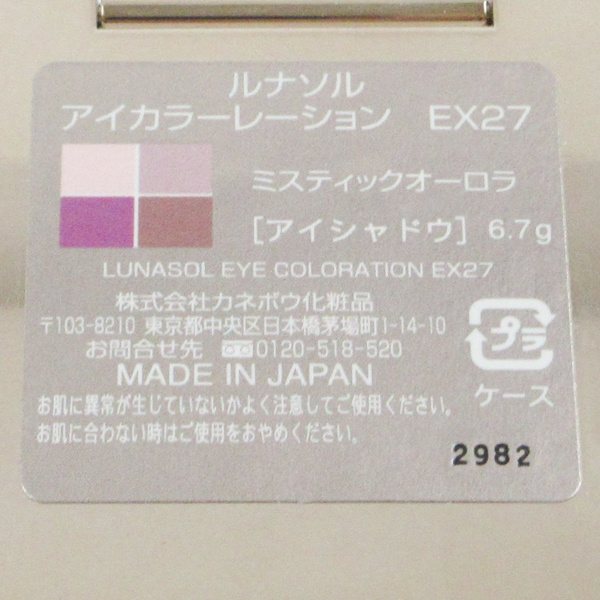 ルナソル
アイカラーレーション EX27
ミスティックオーロラ
[アイシャドウ] 6.7g
LUNASOL EYE COLORATION EX27
株式会社カネボウ化粧品
〒103-8210 東京都中央区日本橋茅場町1-14-10
お問合せ先 0120-518-520
MADE IN JAPAN
お肌に異常が生じていないかよく注意してご使用ください。
お肌に合わない時はご使用をおやめください。
プラ
ケース
2982